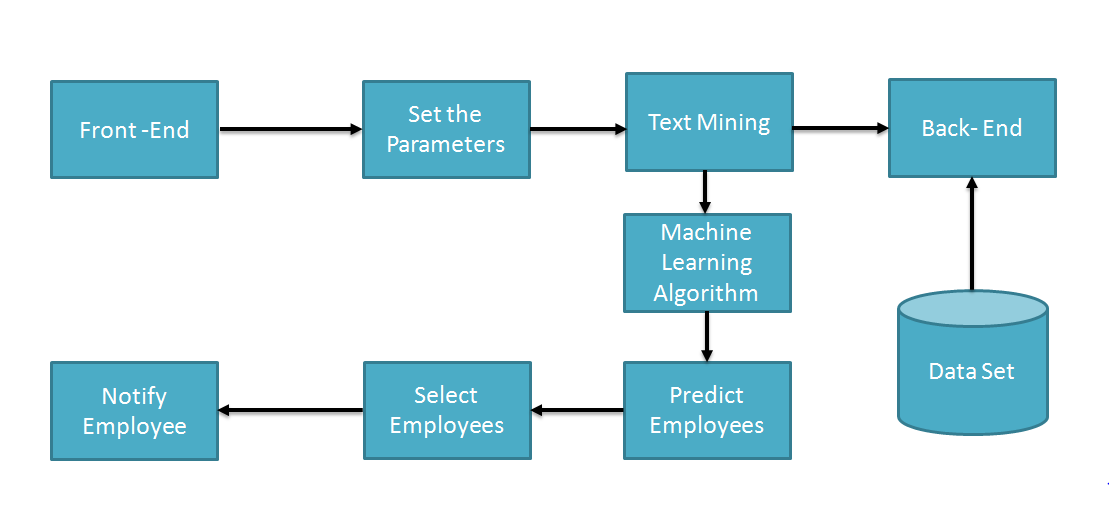 Front -End
Set the
Parameters
Text Mining
Back- End
Machine
Learning
Algorithm
Data Set
Notify
Employee
Select
Employees
Predict
Employees